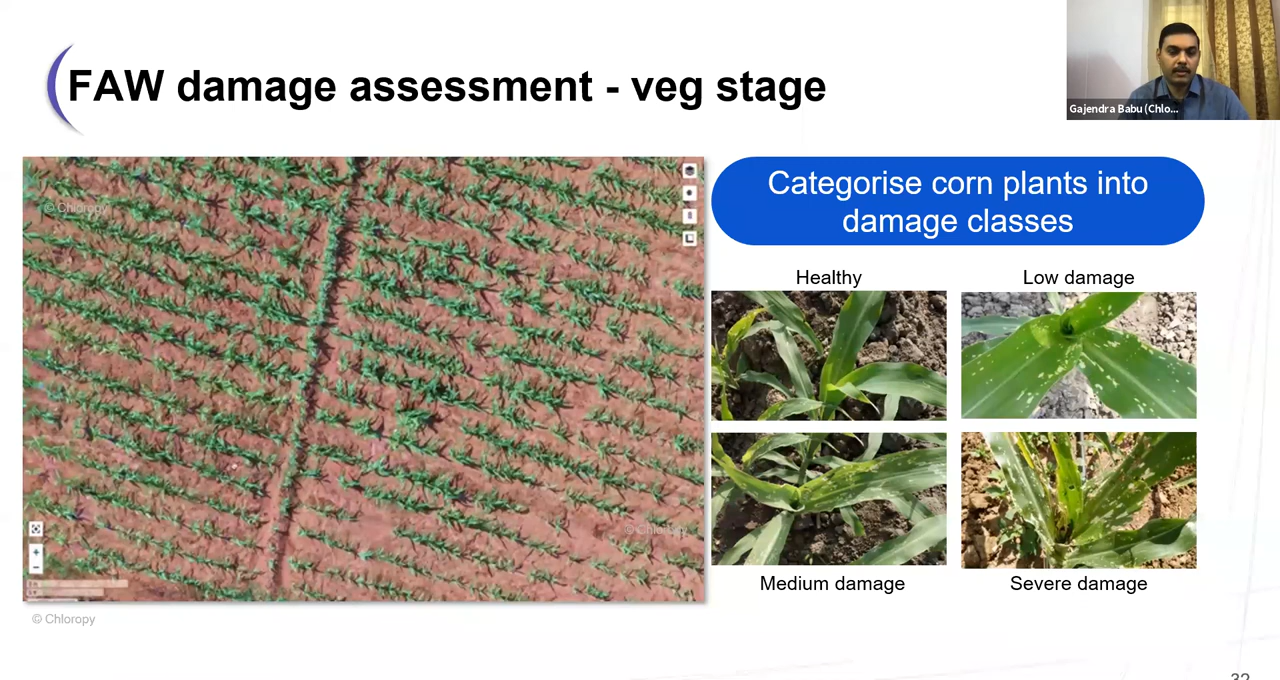 FAW damage assessment - veg stage
Gajendra Babu (Chlo...
© Chloropy
Categorise corn plants into
damage classes
Healthy
Low damage
Medium damage
Severe damage
© Chloropy
© Chloropy
32